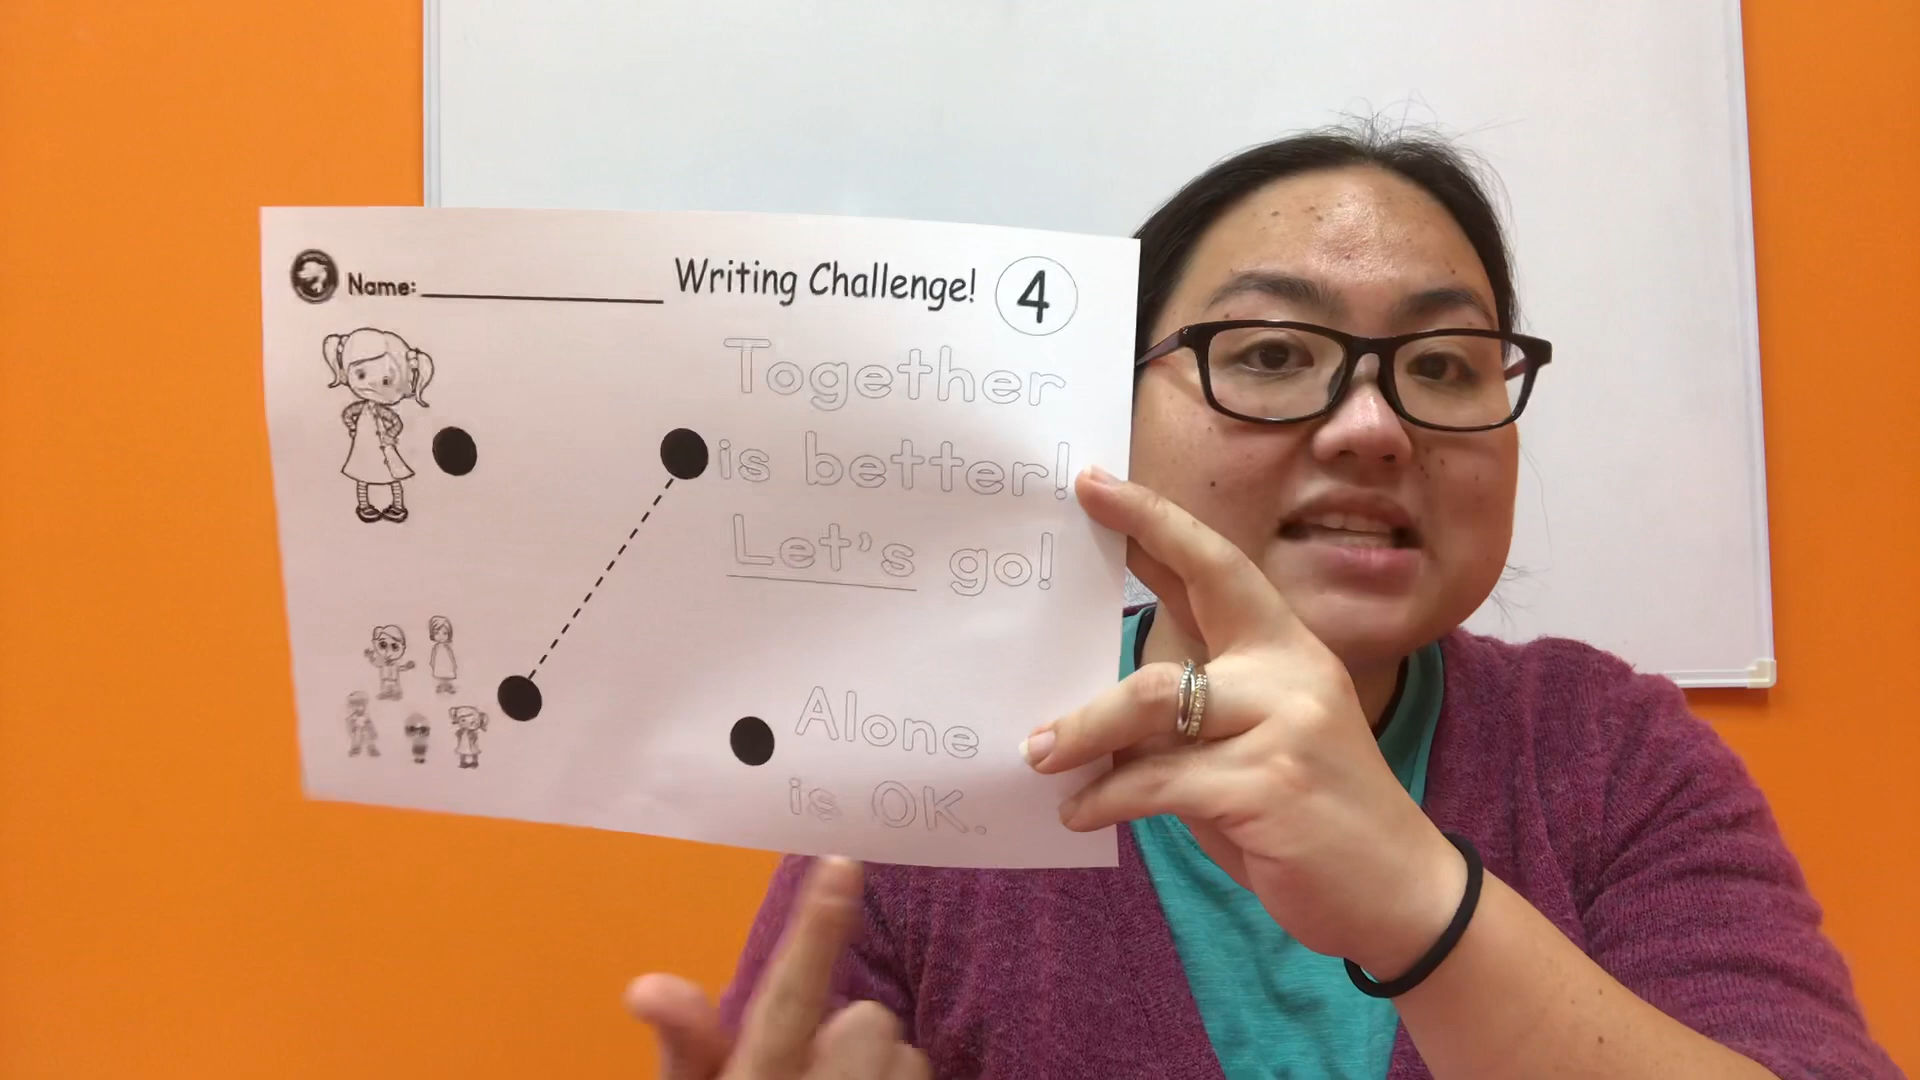 Name: Writing Challenge! 4
Together
is better!
Let's go!
Alone
is OK.